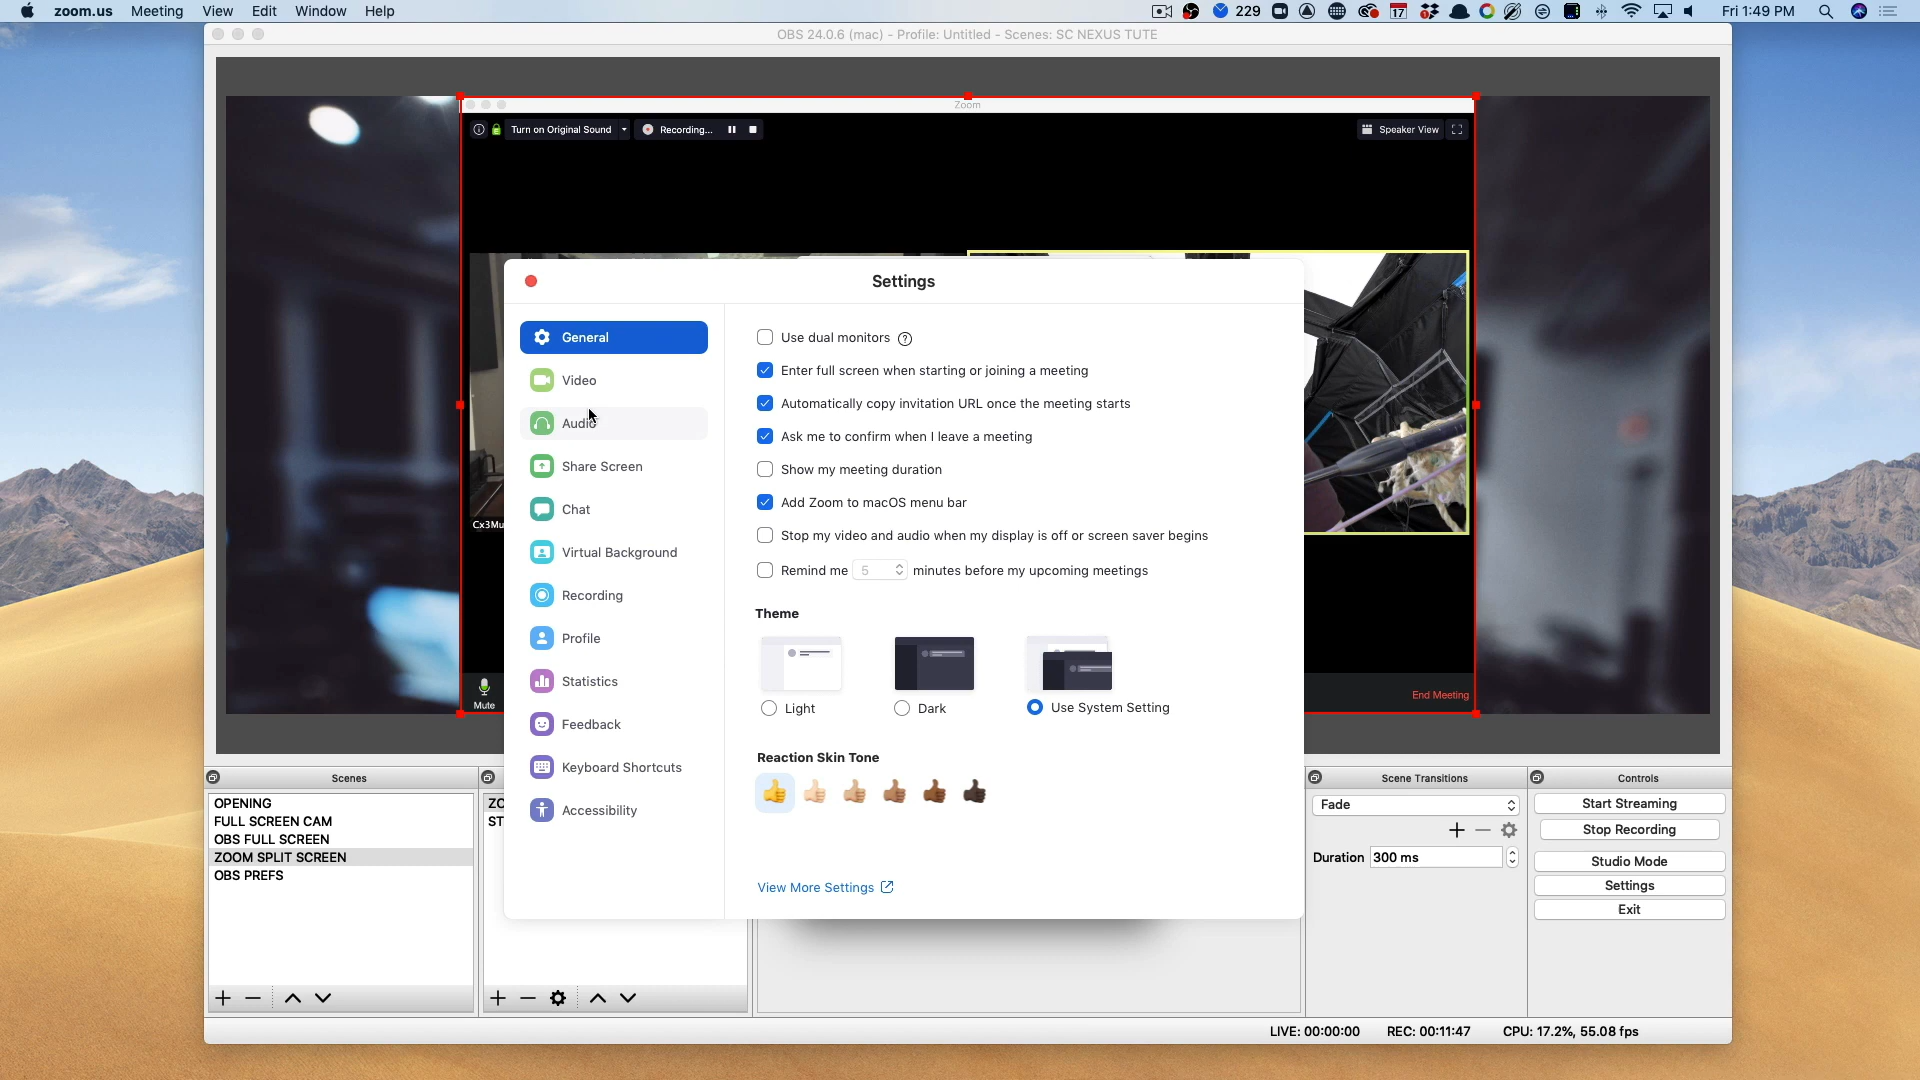 zoom.us Meeting View Edit Window Help 229 17 Fri 1:49 PM
OBS 24.0.6 (mac) - Profile: Untitled - Scenes: SC NEXUS TUTE
Zoom
Turn on Original Sound Recording... Speaker View
Settings
General
Video
Audio
Share Screen
Chat
Virtual Background
Recording
Profile
Statistics
Feedback
Keyboard Shortcuts
Accessibility
Use dual monitors ?
Enter full screen when starting or joining a meeting
Automatically copy invitation URL once the meeting starts
Ask me to confirm when I leave a meeting
Show my meeting duration
Add Zoom to macOS menu bar
Stop my video and audio when my display is off or screen saver begins
Remind me 5 minutes before my upcoming meetings
Theme
Light Dark Use System Setting
Reaction Skin Tone
View More Settings
Cx3Mu
Mute
End Meeting
Scenes
OPENING
FULL SCREEN CAM
OBS FULL SCREEN
ZOOM SPLIT SCREEN
OBS PREFS
ZO
ST
Scene Transitions
Fade
Duration 300 ms
Controls
Start Streaming
Stop Recording
Studio Mode
Settings
Exit
LIVE: 00:00:00 REC: 00:11:47 CPU: 17.2%, 55.08 fps